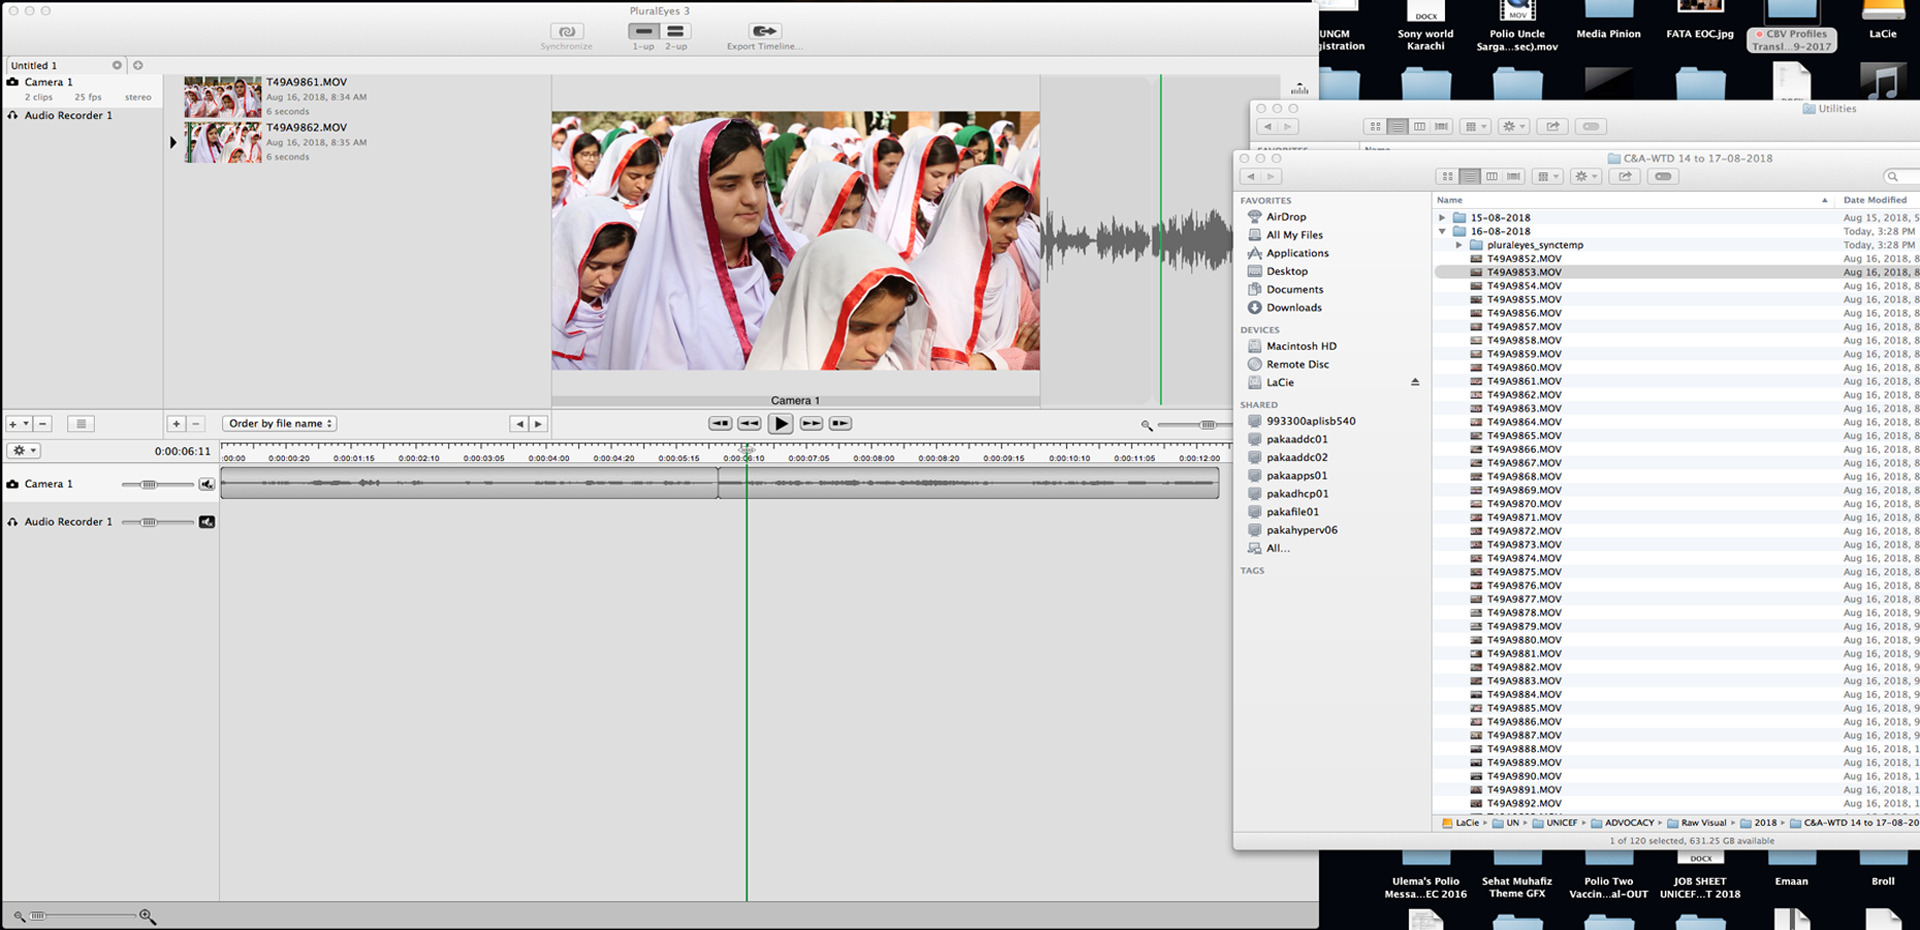 PluralEyes 3
Synchronize
1-up 2-up
Export Timeline...
Untitled 1
Camera 1
2 clips 25 fps stereo
Audio Recorder 1
T49A9861.MOV
Aug 16, 2018, 8:34 AM
6 seconds
T49A9862.MOV
Aug 16, 2018, 8:35 AM
6 seconds
Camera 1
Order by file name
0:00:06:11
:00:00 0:00:00:20 0:00:01:15 0:00:02:10 0:00:03:05 0:00:04:00 0:00:04:20 0:00:05:15 0:00:06:10 0:00:07:05 0:00:08:00 0:00:08:20 0:00:09:15 0:00:10:10 0:00:11:05 0:00:12:00
Camera 1
Audio Recorder 1
UNGM
gistration
DOCX
Sony world
Karachi
MOV
Polio Uncle
Sarga...sec).mov
Media Pinion
FATA EOC.jpg
CBV Profiles
Transl...9-2017
LaCie
Utilities
Name
C&A-WTD 14 to 17-08-2018
FAVORITES
AirDrop
All My Files
Applications
Desktop
Documents
Downloads
DEVICES
Macintosh HD
Remote Disc
LaCie
SHARED
993300aplisb540
pakaaddc01
pakaaddc02
pakaapps01
pakadhcp01
pakafile01
pakahyperv06
All...
TAGS
Name Date Modified
15-08-2018 Aug 15, 2018, 5
16-08-2018 Today, 3:28 PM
pluraleyes_synctemp Today, 3:28 PM
T49A9852.MOV Aug 16, 2018, 8
T49A9853.MOV Aug 16, 2018, 8
T49A9854.MOV Aug 16, 2018, 8
T49A9855.MOV Aug 16, 2018, 8
T49A9856.MOV Aug 16, 2018, 8
T49A9857.MOV Aug 16, 2018, 8
T49A9858.MOV Aug 16, 2018, 8
T49A9859.MOV Aug 16, 2018, 8
T49A9860.MOV Aug 16, 2018, 8
T49A9861.MOV Aug 16, 2018, 8
T49A9862.MOV Aug 16, 2018, 8
T49A9863.MOV Aug 16, 2018, 8
T49A9864.MOV Aug 16, 2018, 8
T49A9865.MOV Aug 16, 2018, 8
T49A9866.MOV Aug 16, 2018, 8
T49A9867.MOV Aug 16, 2018, 8
T49A9868.MOV Aug 16, 2018, 8
T49A9869.MOV Aug 16, 2018, 8
T49A9870.MOV Aug 16, 2018, 8
T49A9871.MOV Aug 16, 2018, 8
T49A9872.MOV Aug 16, 2018, 8
T49A9873.MOV Aug 16, 2018, 8
T49A9874.MOV Aug 16, 2018, 8
T49A9875.MOV Aug 16, 2018, 8
T49A9876.MOV Aug 16, 2018, 8
T49A9877.MOV Aug 16, 2018, 8
T49A9878.MOV Aug 16, 2018, 9
T49A9879.MOV Aug 16, 2018, 9
T49A9880.MOV Aug 16, 2018, 9
T49A9881.MOV Aug 16, 2018, 9
T49A9882.MOV Aug 16, 2018, 9
T49A9883.MOV Aug 16, 2018, 9
T49A9884.MOV Aug 16, 2018, 9
T49A9885.MOV Aug 16, 2018, 9
T49A9886.MOV Aug 16, 2018, 9
T49A9887.MOV Aug 16, 2018, 9
T49A9888.MOV Aug 16, 2018, 1
T49A9889.MOV Aug 16, 2018, 1
T49A9890.MOV Aug 16, 2018, 1
T49A9891.MOV Aug 16, 2018, 1
T49A9892.MOV Aug 16, 2018, 1
LaCie UN UNICEF ADVOCACY Raw Visual 2018 C&A-WTD 14 to 17-08-20
1 of 120 selected, 631.25 GB available
DOCX
Ulema's Polio
Messa...EC 2016
Sehat Muhafiz
Theme GFX
Polio Two
Vaccin...al-OUT
JOB SHEET
UNICEF...T 2018
Emaan
Broll